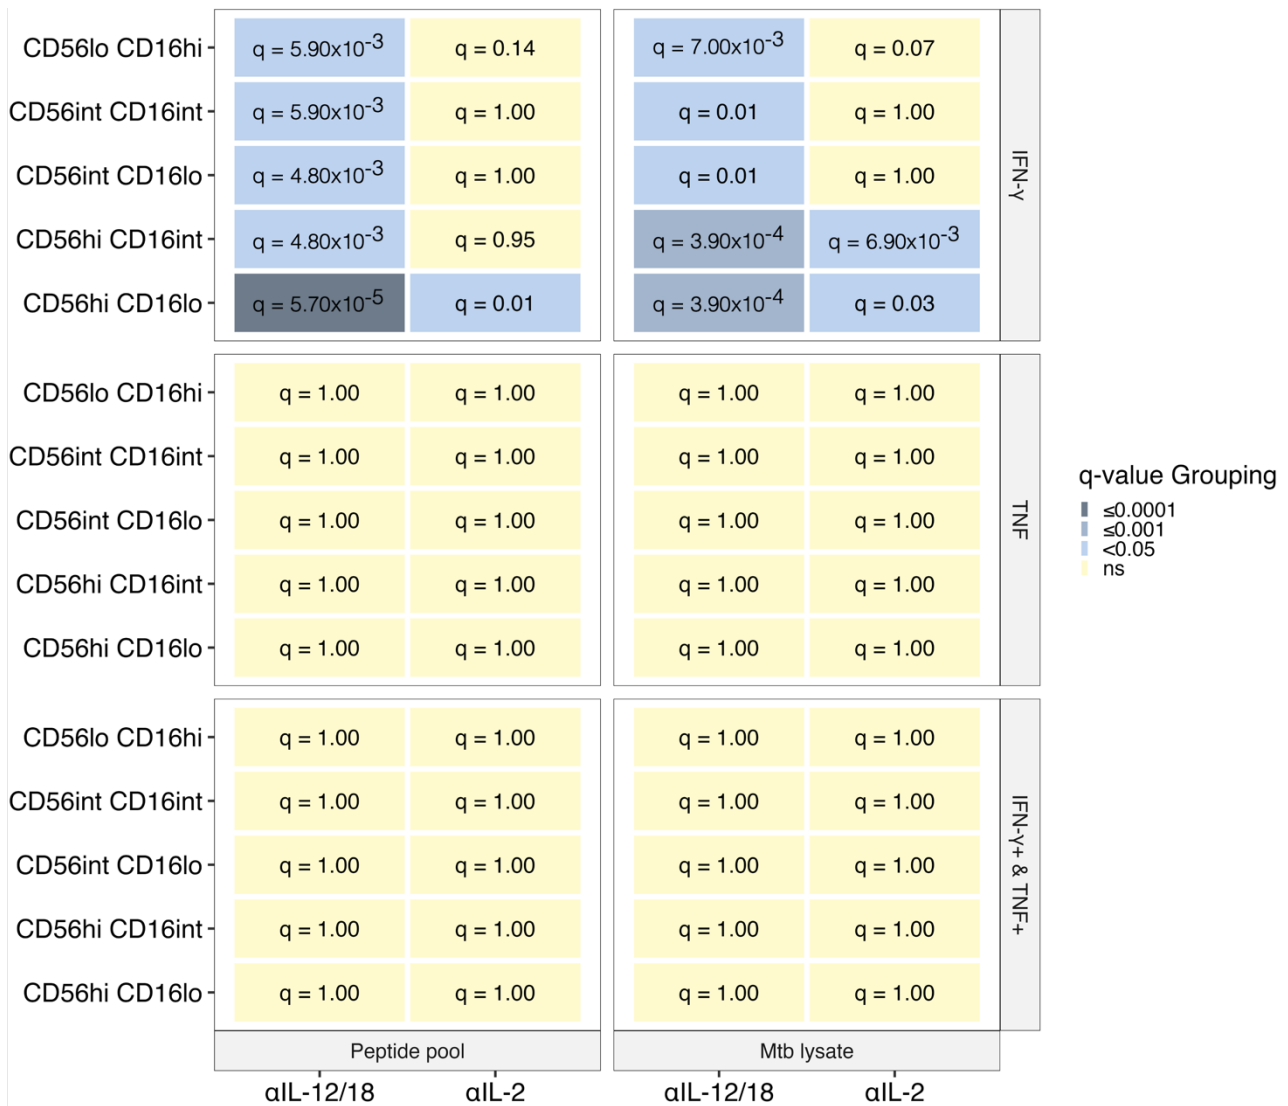 CD56lo CD16hi q = 5.90x10⁻³ q = 0.14 q = 7.00x10⁻³ q = 0.07
CD56int CD16int q = 5.90x10⁻³ q = 1.00 q = 0.01 q = 1.00
CD56int CD16lo q = 4.80x10⁻³ q = 1.00 q = 0.01 q = 1.00
CD56hi CD16int q = 4.80x10⁻³ q = 0.95 q = 3.90x10⁻⁴ q = 6.90x10⁻³
CD56hi CD16lo q = 5.70x10⁻⁵ q = 0.01 q = 3.90x10⁻⁴ q = 0.03
IFN-γ
CD56lo CD16hi q = 1.00 q = 1.00 q = 1.00 q = 1.00
CD56int CD16int q = 1.00 q = 1.00 q = 1.00 q = 1.00
CD56int CD16lo q = 1.00 q = 1.00 q = 1.00 q = 1.00
CD56hi CD16int q = 1.00 q = 1.00 q = 1.00 q = 1.00
CD56hi CD16lo q = 1.00 q = 1.00 q = 1.00 q = 1.00
TNF
CD56lo CD16hi q = 1.00 q = 1.00 q = 1.00 q = 1.00
CD56int CD16int q = 1.00 q = 1.00 q = 1.00 q = 1.00
CD56int CD16lo q = 1.00 q = 1.00 q = 1.00 q = 1.00
CD56hi CD16int q = 1.00 q = 1.00 q = 1.00 q = 1.00
CD56hi CD16lo q = 1.00 q = 1.00 q = 1.00 q = 1.00
IFN-γ+ & TNF+
Peptide pool Mtb lysate
αIL-12/18 αIL-2 αIL-12/18 αIL-2
q-value Grouping
≤0.0001
≤0.001
<0.05
ns